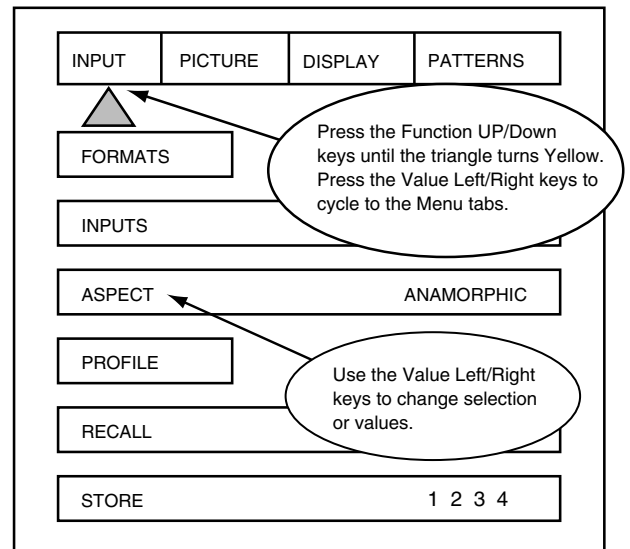 INPUT PICTURE DISPLAY PATTERNS
Press the Function UP/Down
keys until the triangle turns Yellow.
Press the Value Left/Right keys to
cycle to the Menu tabs.
FORMATS
INPUTS
ASPECT ANAMORPHIC
PROFILE
Use the Value Left/Right
keys to change selection
or values.
RECALL
STORE 1 2 3 4